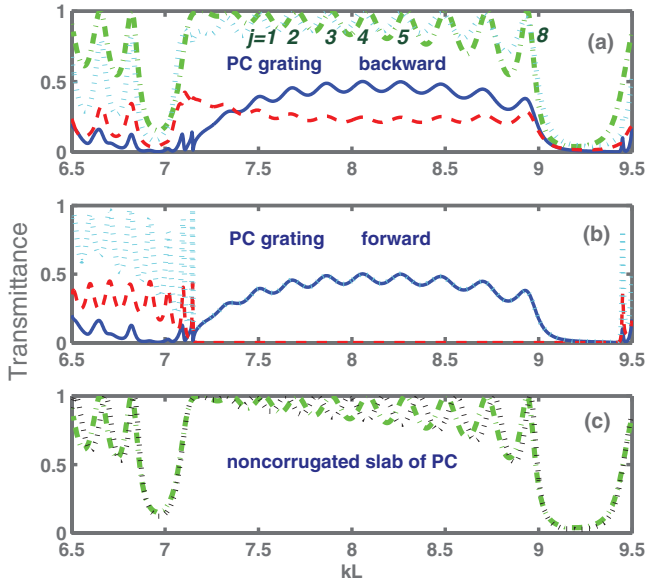 1
j=1 2 3 4 5 8
(a)
PC grating backward
0.5
0
6.5 7 7.5 8 8.5 9 9.5
1
(b)
PC grating forward
0.5
0
6.5 7 7.5 8 8.5 9 9.5
Transmittance
1
(c)
0.5
noncorrugated slab of PC
0
6.5 7 7.5 8 8.5 9 9.5
kL